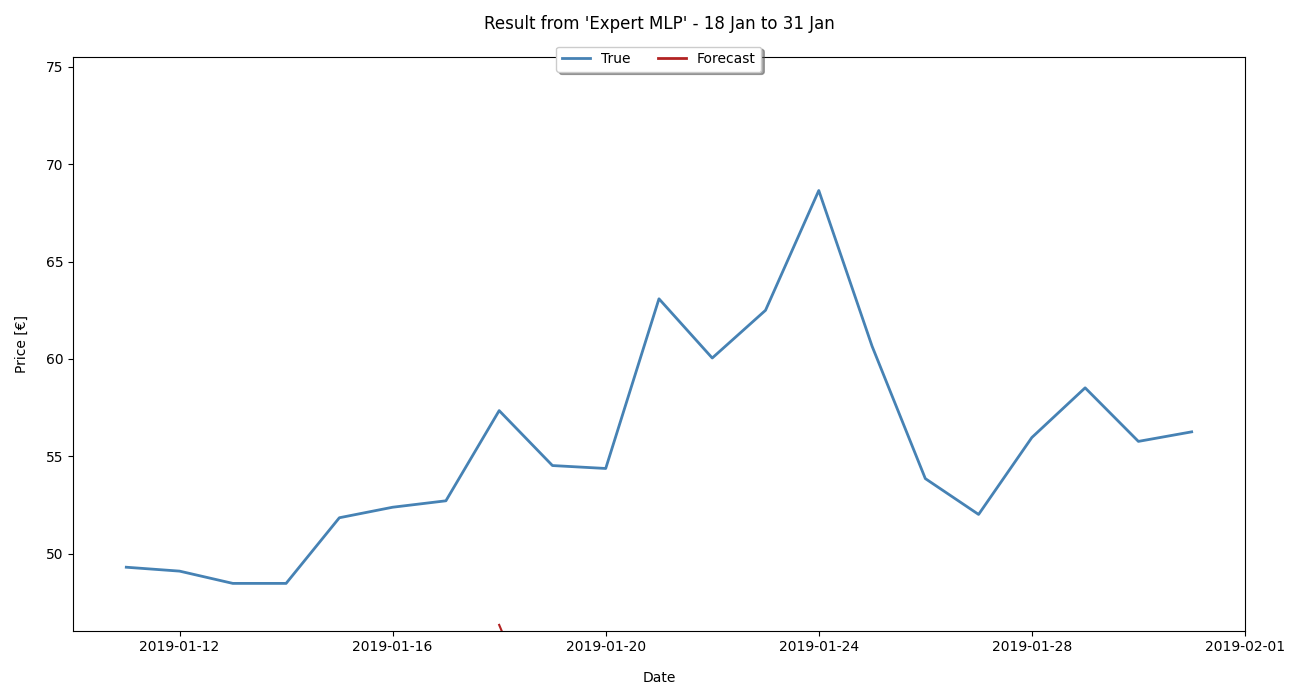 Result from 'Expert MLP' - 18 Jan to 31 Jan
True Forecast
75
70
65
60
55
50
Price [€]
2019-01-12 2019-01-16 2019-01-20 2019-01-24 2019-01-28 2019-02-01
Date